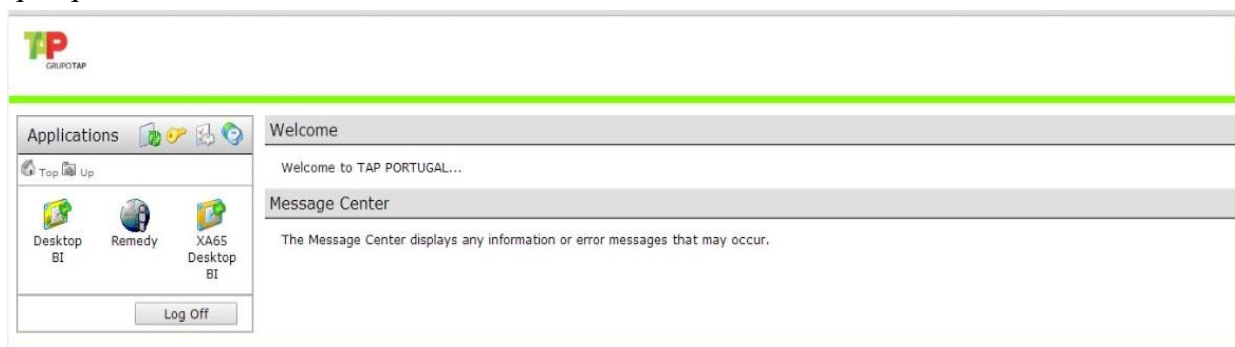 TAP
GRUPOTAP
Applications
Top Up
Desktop BI
Remedy
XA65 Desktop BI
Log Off
Welcome
Welcome to TAP PORTUGAL...
Message Center
The Message Center displays any information or error messages that may occur.